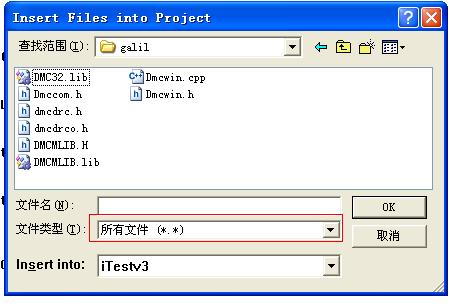 Insert Files into Project
查找范围(I): galil
DMC32.lib Dmcwin.cpp
Dmccom.h Dmcwin.h
dmcdrc.h
dmcdrco.h
DMCMLIB.H
DMCMLIB.lib
文件名(N): OK
文件类型(T): 所有文件 (*.*) 取消
Insert into: iTestv3